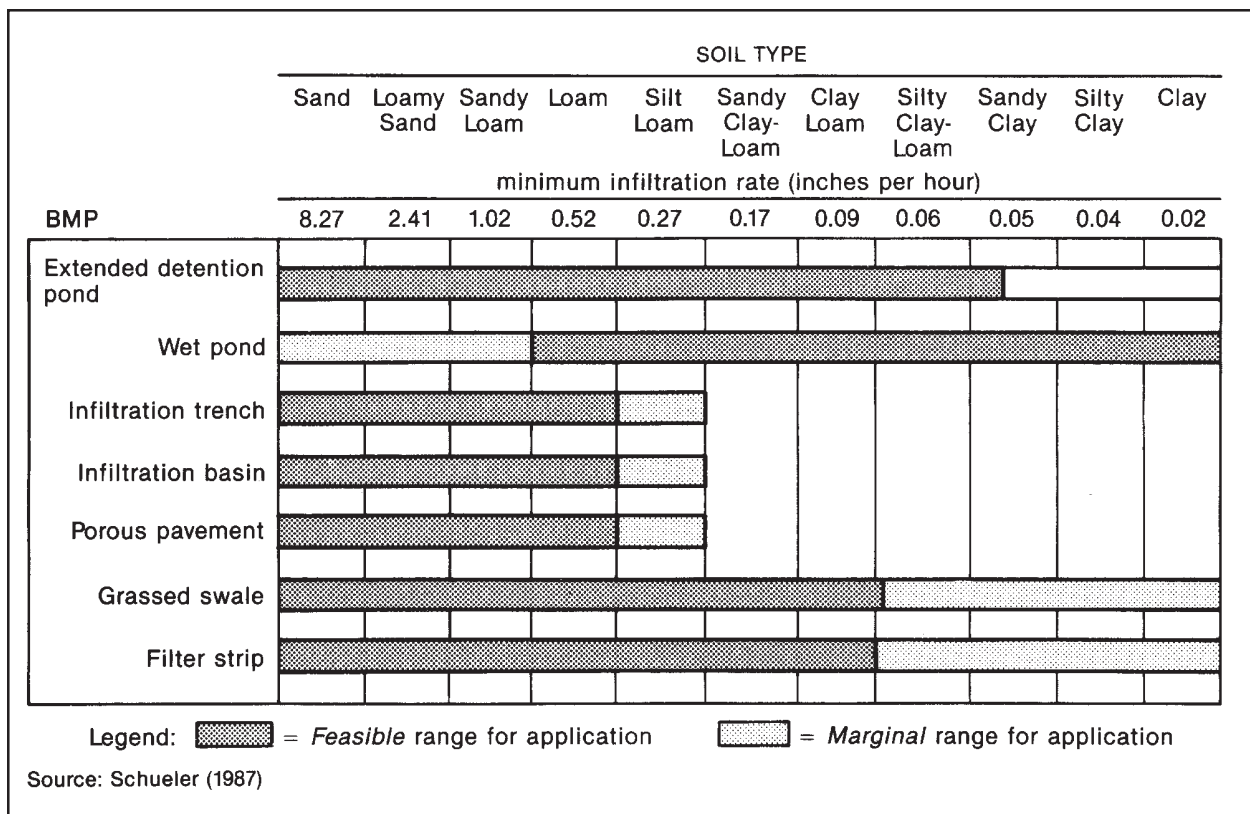 SOIL TYPE
Sand Loamy Sandy Loam Silt Sandy Clay Silty Sandy Silty Clay
Sand Loam Loam Clay- Loam Clay- Clay Clay
Loam Loam
minimum infiltration rate (inches per hour)
BMP 8.27 2.41 1.02 0.52 0.27 0.17 0.09 0.06 0.05 0.04 0.02
Extended detention
pond
Wet pond
Infiltration trench
Infiltration basin
Porous pavement
Grassed swale
Filter strip
Legend: = Feasible range for application = Marginal range for application
Source: Schueler (1987)